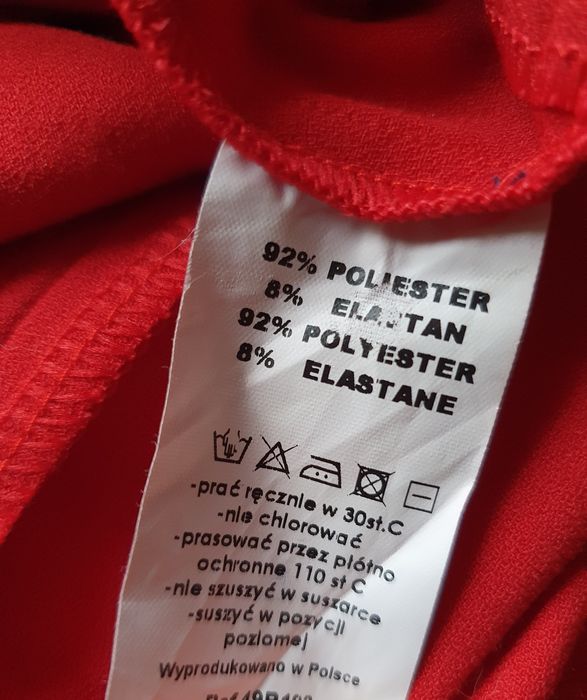 92% POLIESTER
8% ELASTAN
92% POLYESTER
8% ELASTANE
-prać ręcznie w 30st.C
-nie chlorować
-prasować przez płótno
ochronne 110 st C
-nie szuszyć w suszarce
-suszyć w pozycji
poziomej
Wyprodukowano w Polsce